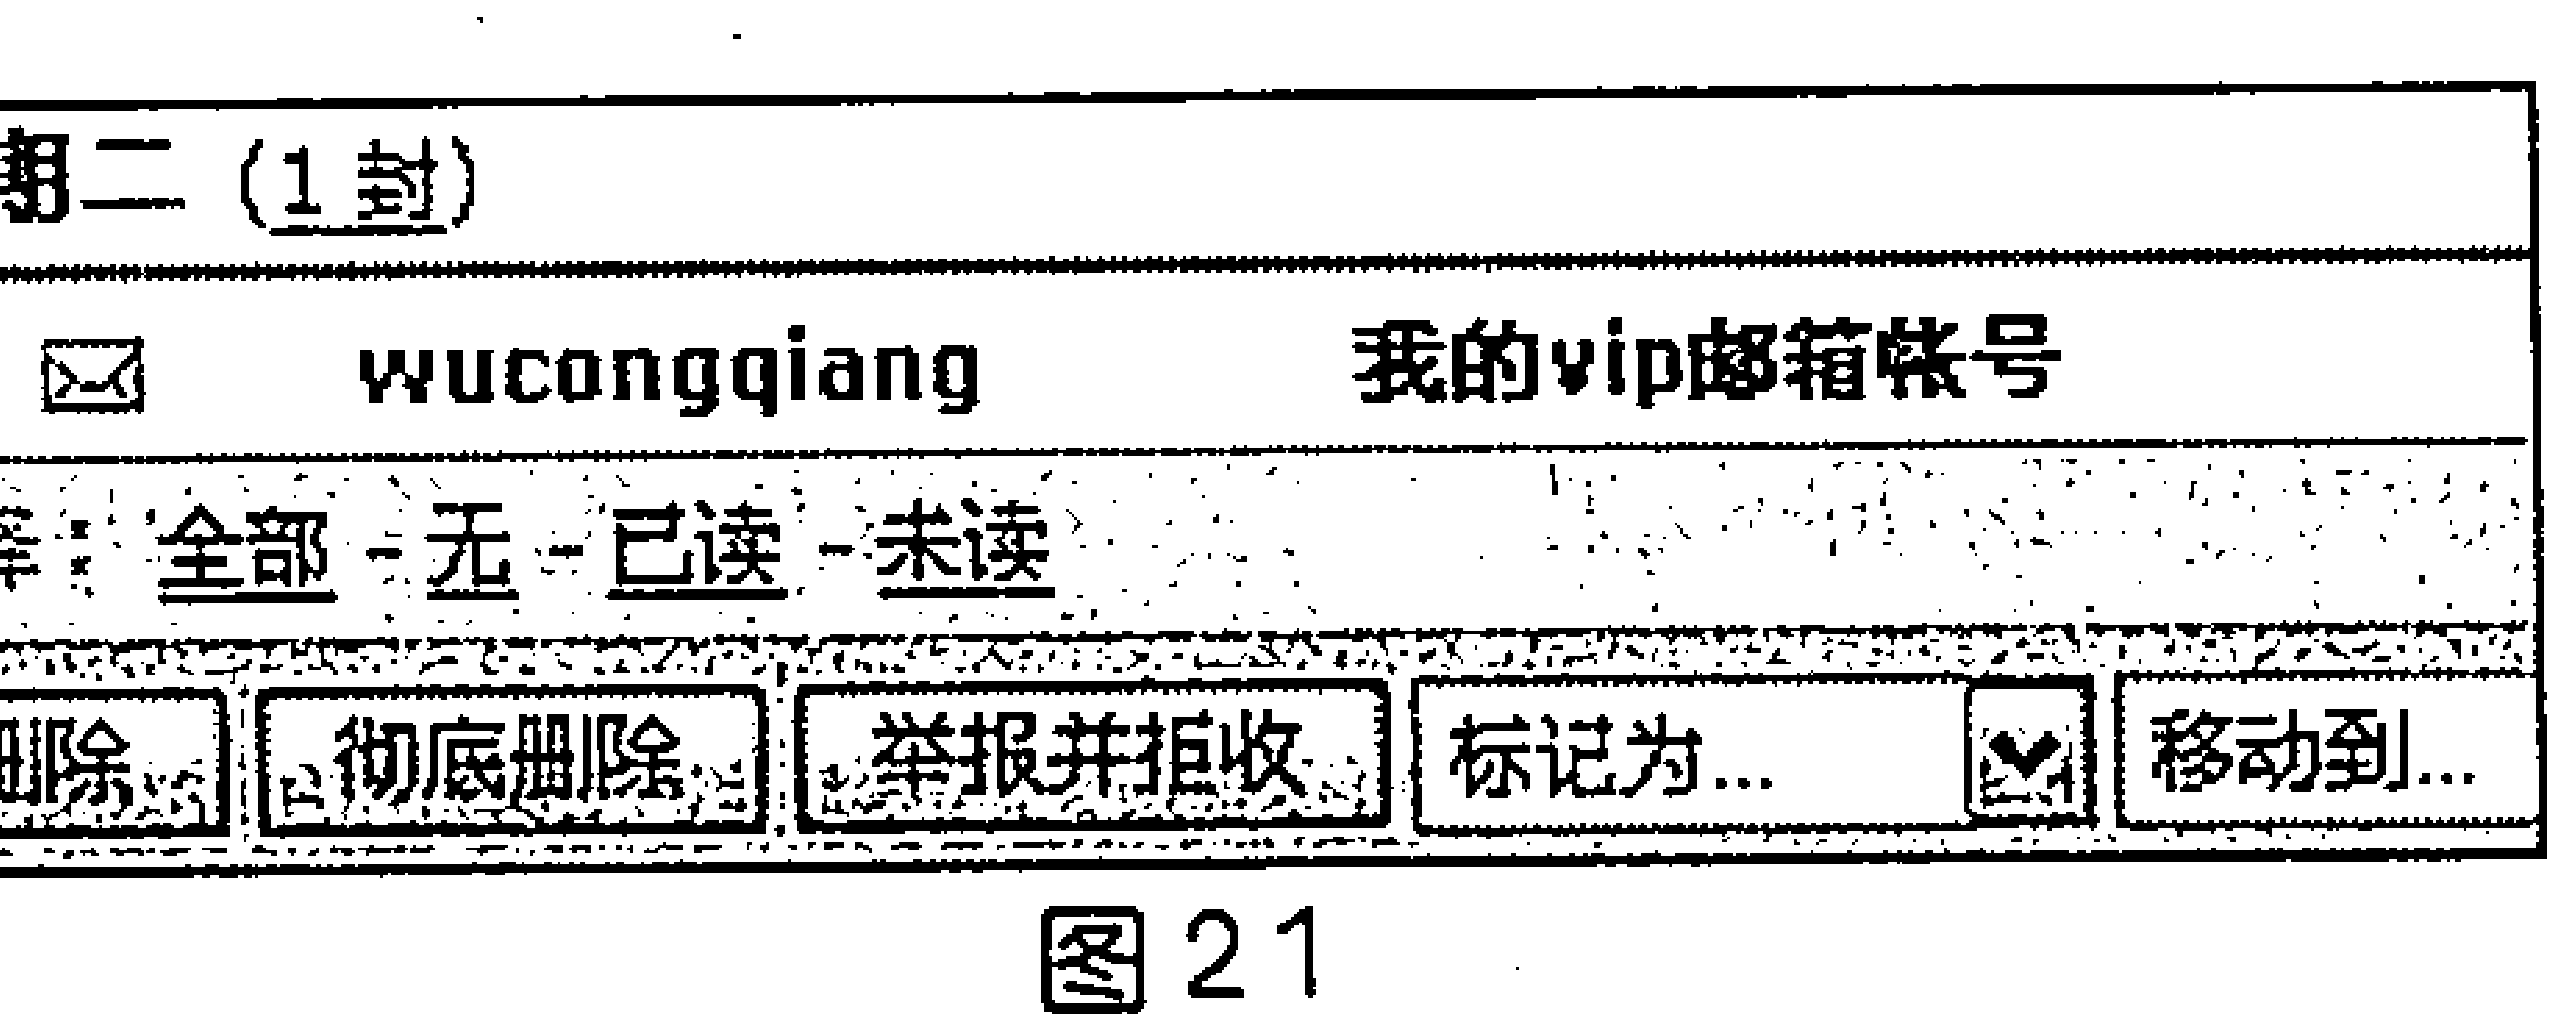 期二 (1 封)
wucongqiang 我的vip邮箱帐号
择: 全部 - 无 - 已读 - 未读
删除 彻底删除 举报并拒收 标记为... 移动到...
图 21